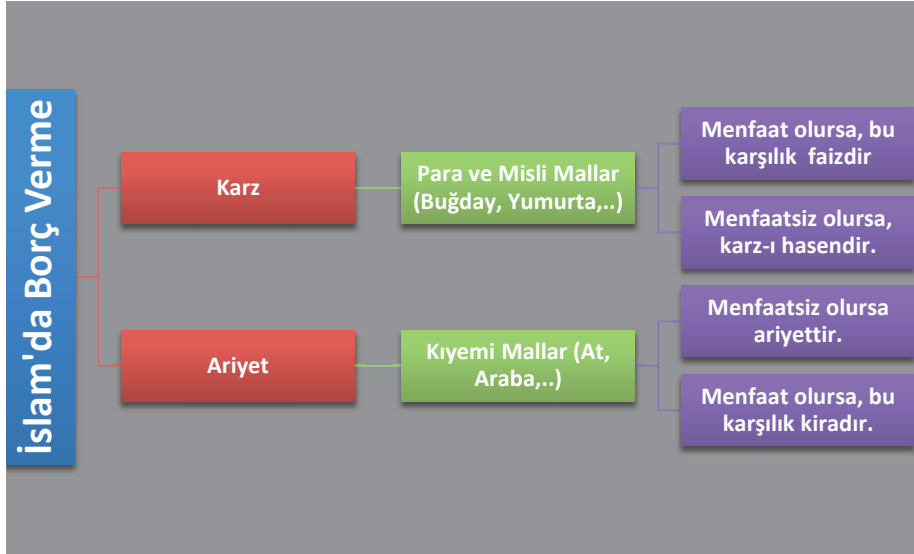 İslam'da Borç Verme
Karz
Para ve Misli Mallar
(Buğday, Yumurta,..)
Menfaat olursa, bu
karşılık faizdir
Menfaatsiz olursa,
karz-ı hasendir.
Ariyet
Kıyemi Mallar (At,
Araba,..)
Menfaatsiz olursa
ariyettir.
Menfaat olursa, bu
karşılık kiradır.